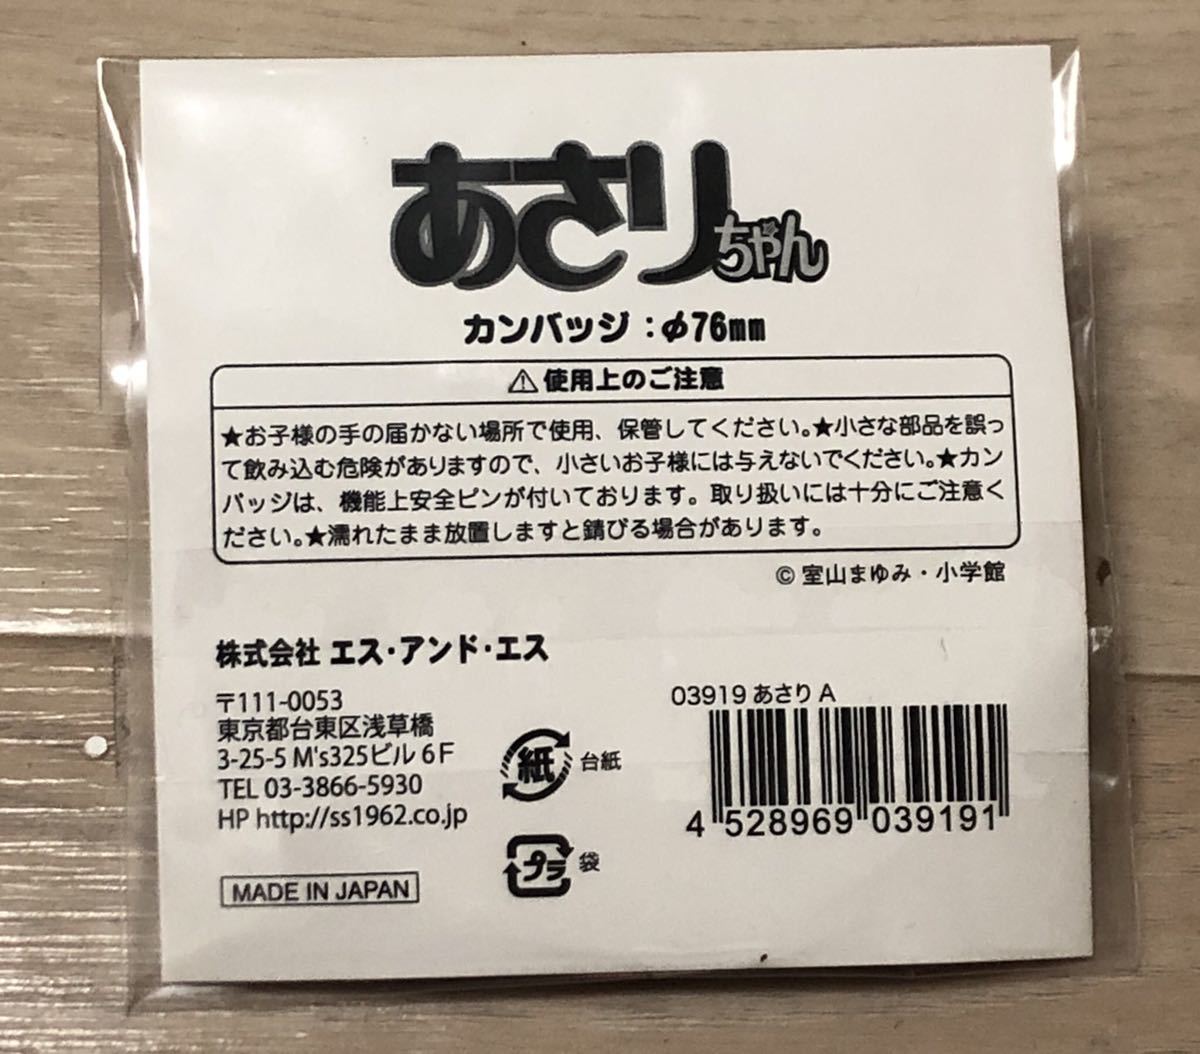 あさりちゃん
カンバッジ：φ76mm
⚠使用上のご注意
★お子様の手の届かない場所で使用、保管してください。★小さな部品を誤っ
て飲み込む危険がありますので、小さいお子様には与えないでください。★カン
バッジは、機能上安全ピンが付いております。取り扱いには十分にご注意く
ださい。★濡れたまま放置しますと錆びる場合があります。
© 室山まゆみ・小学館
株式会社 エス・アンド・エス
〒111-0053
東京都台東区浅草橋
3-25-5 M's325ビル 6F
TEL 03-3866-5930
HP http://ss1962.co.jp
MADE IN JAPAN
紙 台紙
プラ 袋
03919 あさり A
4 528969 039191